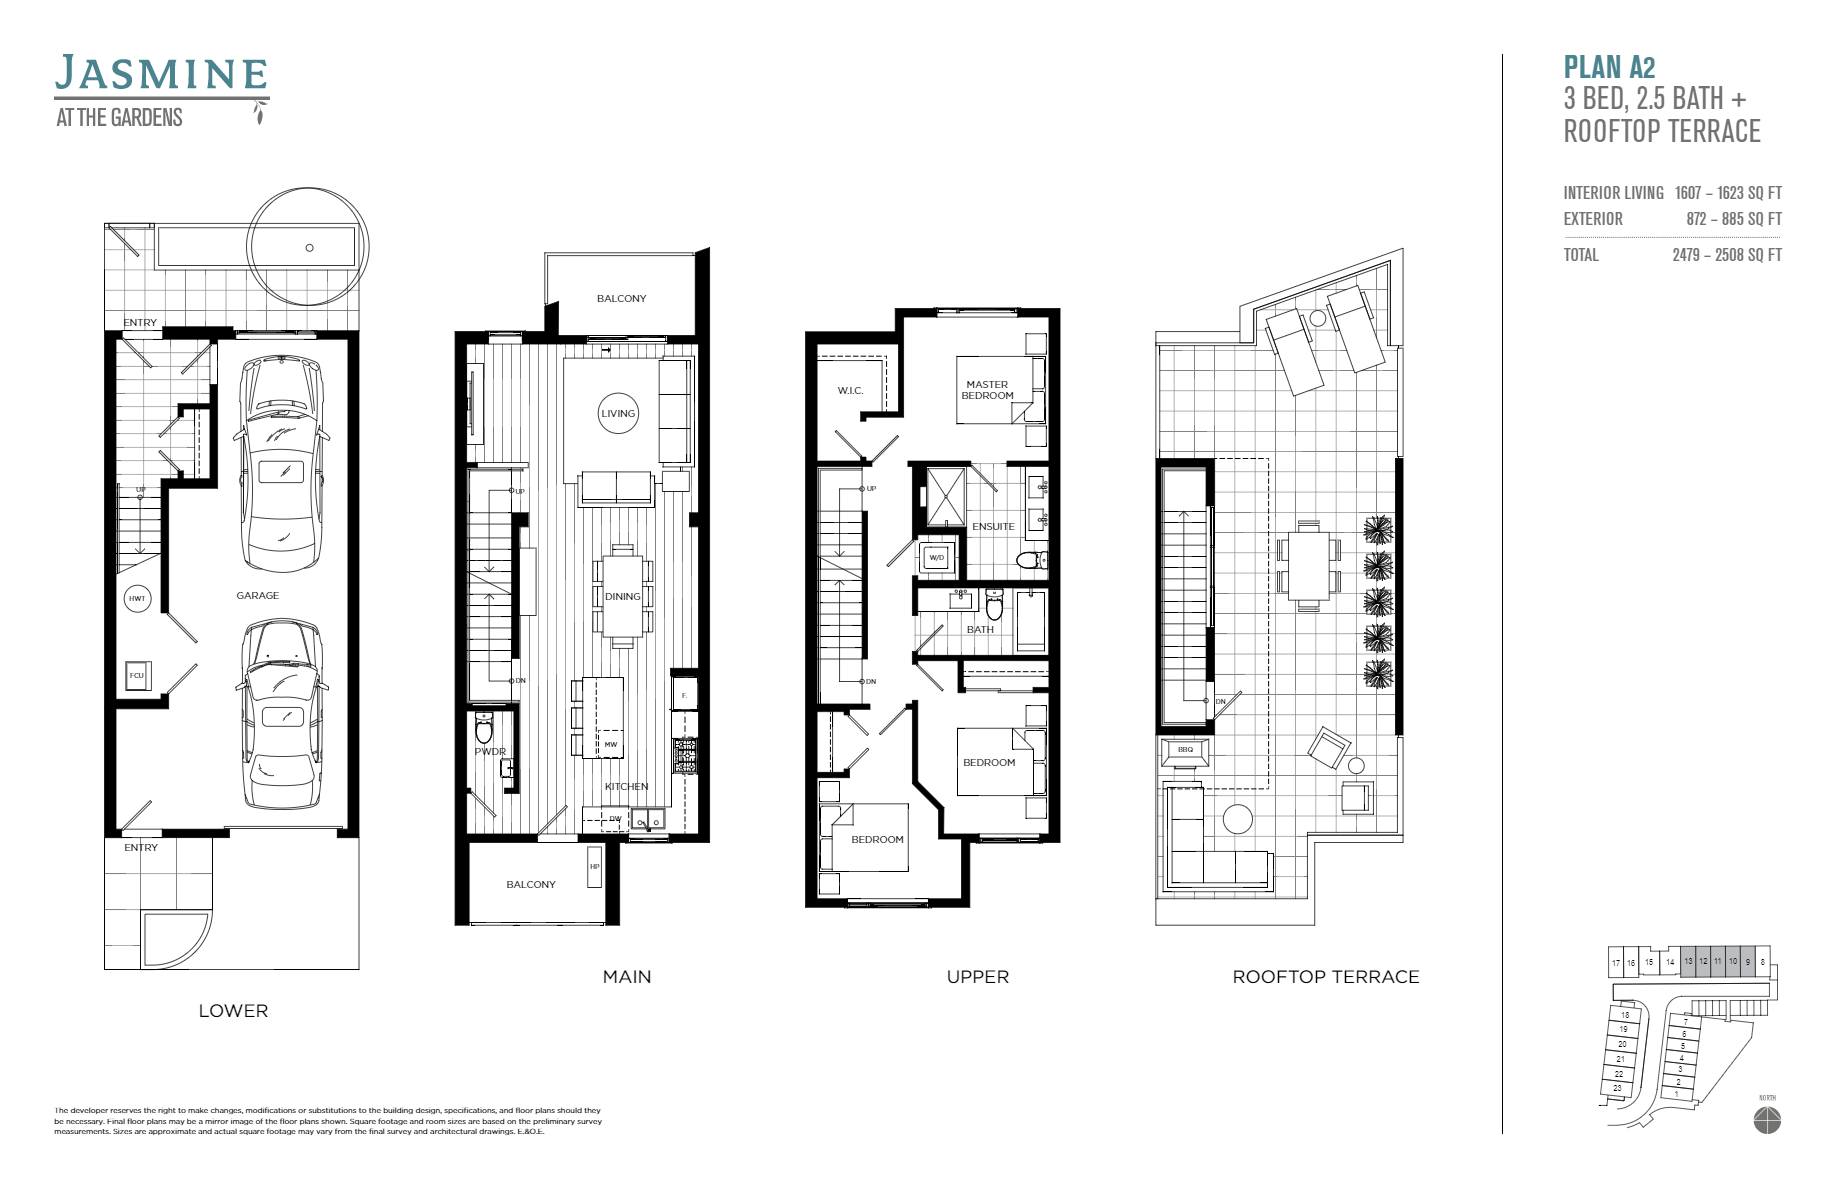 JASMINE
AT THE GARDENS
PLAN A2
3 BED, 2.5 BATH +
ROOFTOP TERRACE
INTERIOR LIVING 1607 – 1623 SQ FT
EXTERIOR 872 – 885 SQ FT
TOTAL 2479 – 2508 SQ FT
ENTRY
UP
HWT
GARAGE
FCU
ENTRY
LOWER
BALCONY
LIVING
UP
DINING
DN
F.
PWDR
MW
KITCHEN
DW
HP
BALCONY
MAIN
W.I.C.
MASTER
BEDROOM
UP
ENSUITE
W/D
BATH
DN
BEDROOM
BEDROOM
UPPER
DN
BBQ
ROOFTOP TERRACE
17 16 15 14 13 12 11 10 9 8
18
19
20
21
22
23
7
6
5
4
3
2
1
NORTH
The developer reserves the right to make changes, modifications or substitutions to the building design, specifications, and floor plans should they
be necessary. Final floor plans may be a mirror image of the floor plans shown. Square footage and room sizes are based on the preliminary survey
measurements. Sizes are approximate and actual square footage may vary from the final survey and architectural drawings. E.&O.E.